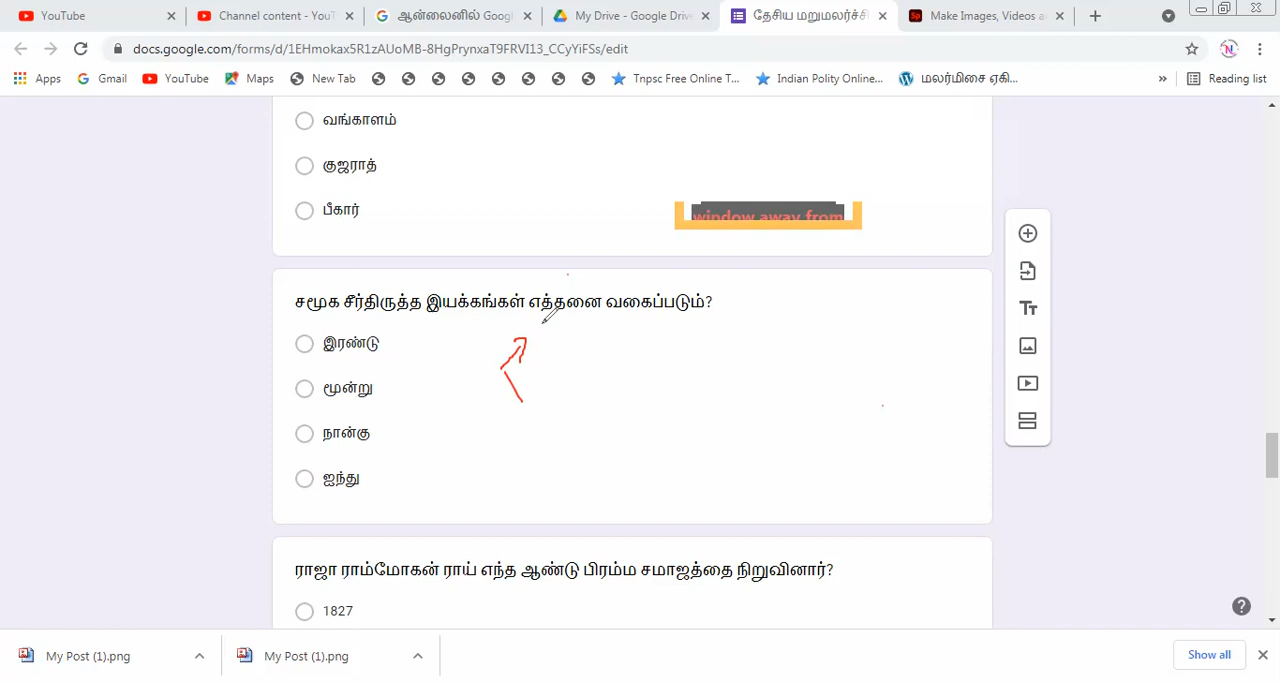 YouTube
Channel content - YouT
ஆன்லைனில் Googl
My Drive - Google Drive
தேசிய மறுமலர்ச்சி
Make Images, Videos a
docs.google.com/forms/d/1EHmokax5R1zAUoMB-8HgPrynxaT9FRVI13_CCyYiFSs/edit
Apps
Gmail
YouTube
Maps
New Tab
Tnpsc Free Online T...
Indian Polity Online...
மலர்மிசை ஏகி...
»
Reading list
வங்காளம்
குஜராத்
பீகார்
window away from
சமூக சீர்திருத்த இயக்கங்கள் எத்தனை வகைப்படும்?
இரண்டு
மூன்று
நான்கு
ஐந்து
ராஜா ராம்மோகன் ராய் எந்த ஆண்டு பிரம்ம சமாஜத்தை நிறுவினார்?
1827
My Post (1).png
My Post (1).png
Show all